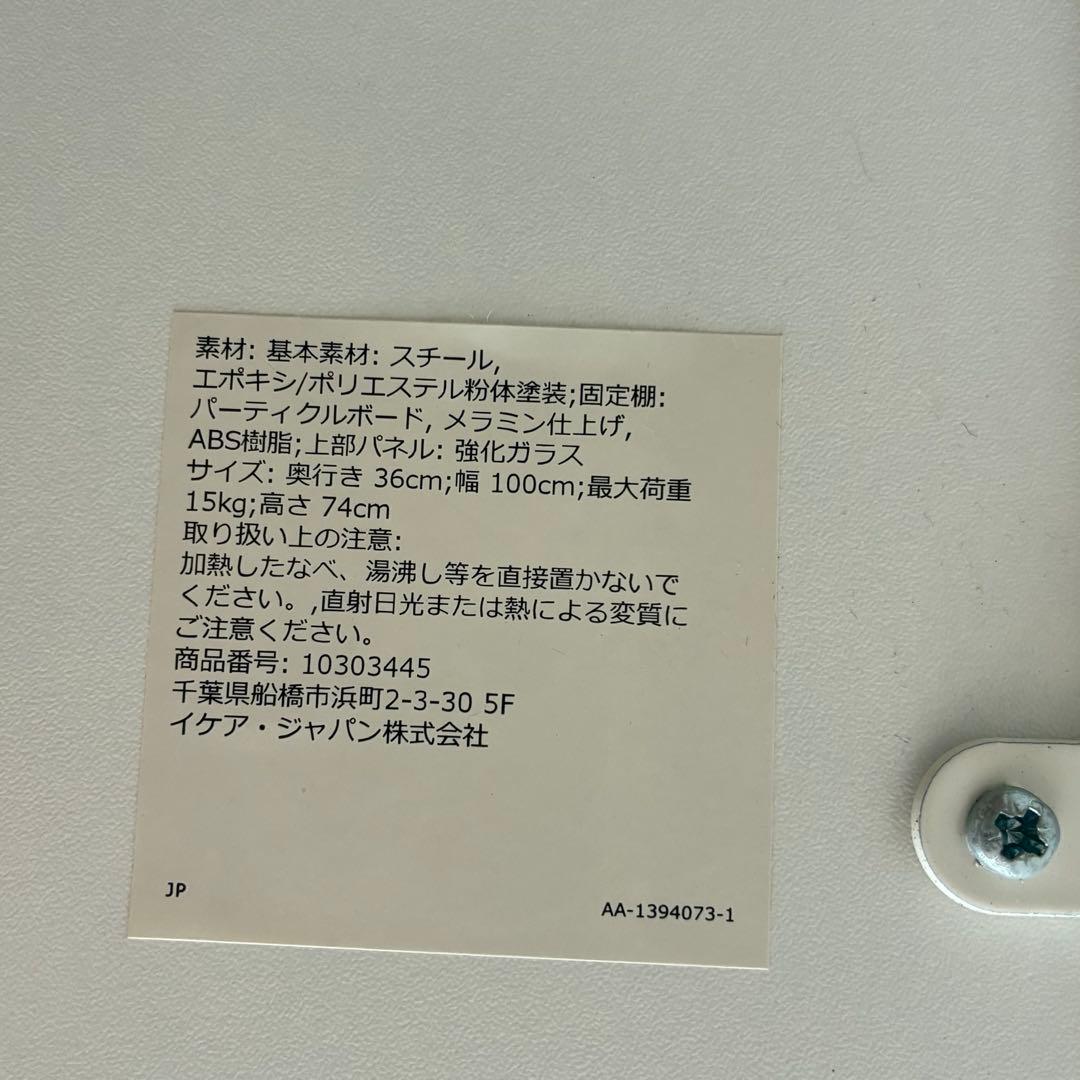 素材: 基本素材: スチール,
エポキシ/ポリエステル粉体塗装;固定棚:
パーティクルボード, メラミン仕上げ,
ABS樹脂;上部パネル: 強化ガラス
サイズ: 奥行き 36cm;幅 100cm;最大荷重
15kg;高さ 74cm
取り扱い上の注意:
加熱したなべ、湯沸し等を直接置かないで
ください。,直射日光または熱による変質に
ご注意ください。
商品番号: 10303445
千葉県船橋市浜町2-3-30 5F
イケア・ジャパン株式会社
JP
AA-1394073-1